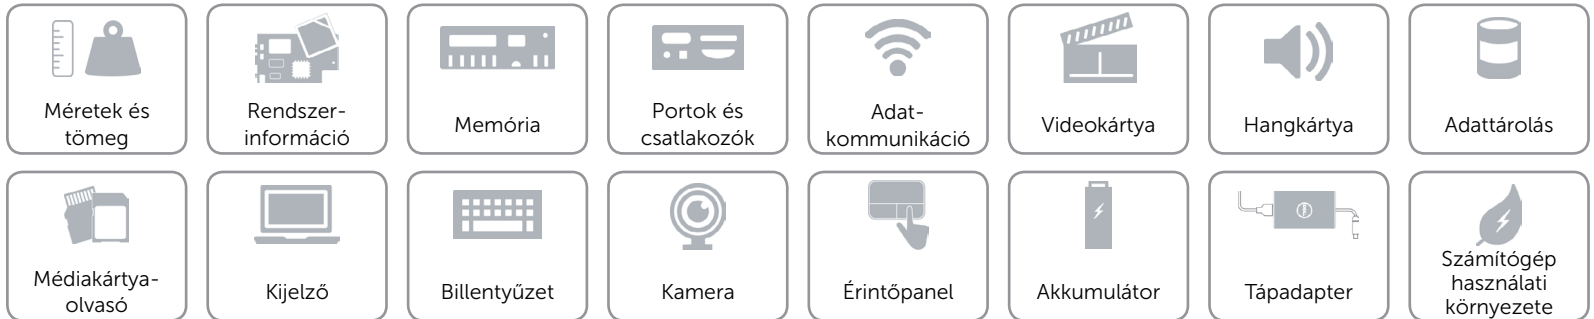 Méretek és
tömeg
Rendszer-
információ
Memória
Portok és
csatlakozók
Adat-
kommunikáció
Videokártya
Hangkártya
Adattárolás
Médiakártya-
olvasó
Kijelző
Billentyűzet
Kamera
Érintőpanel
Akkumulátor
Tápadapter
Számítógép
használati
környezete